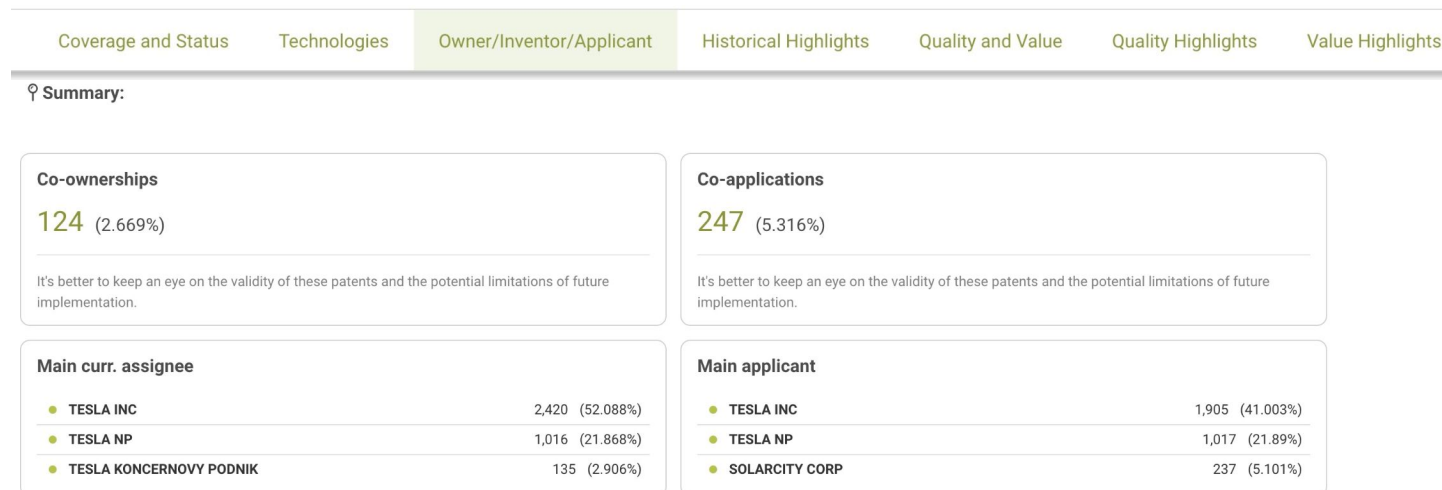 Coverage and Status Technologies Owner/Inventor/Applicant Historical Highlights Quality and Value Quality Highlights Value Highlights
Summary:
Co-ownerships
124 (2.669%)
It's better to keep an eye on the validity of these patents and the potential limitations of future
implementation.
Co-applications
247 (5.316%)
It's better to keep an eye on the validity of these patents and the potential limitations of future
implementation.
Main curr. assignee
TESLA INC 2,420 (52.088%)
TESLA NP 1,016 (21.868%)
TESLA KONCERNOVY PODNIK 135 (2.906%)
Main applicant
TESLA INC 1,905 (41.003%)
TESLA NP 1,017 (21.89%)
SOLARCITY CORP 237 (5.101%)